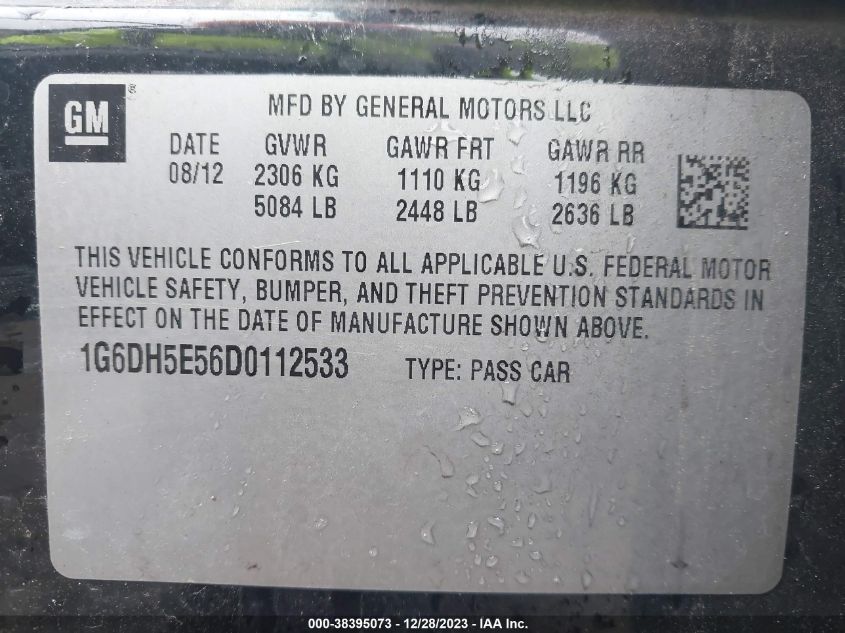 GM
®
MFD BY GENERAL MOTORS LLC
DATE GVWR GAWR FRT GAWR RR
08/12 2306 KG 1110 KG 1196 KG
5084 LB 2448 LB 2636 LB
THIS VEHICLE CONFORMS TO ALL APPLICABLE U.S. FEDERAL MOTOR
VEHICLE SAFETY, BUMPER, AND THEFT PREVENTION STANDARDS IN
EFFECT ON THE DATE OF MANUFACTURE SHOWN ABOVE.
1G6DH5E56D0112533 TYPE: PASS CAR
000-38395073 - 12/28/2023 - IAA Inc.